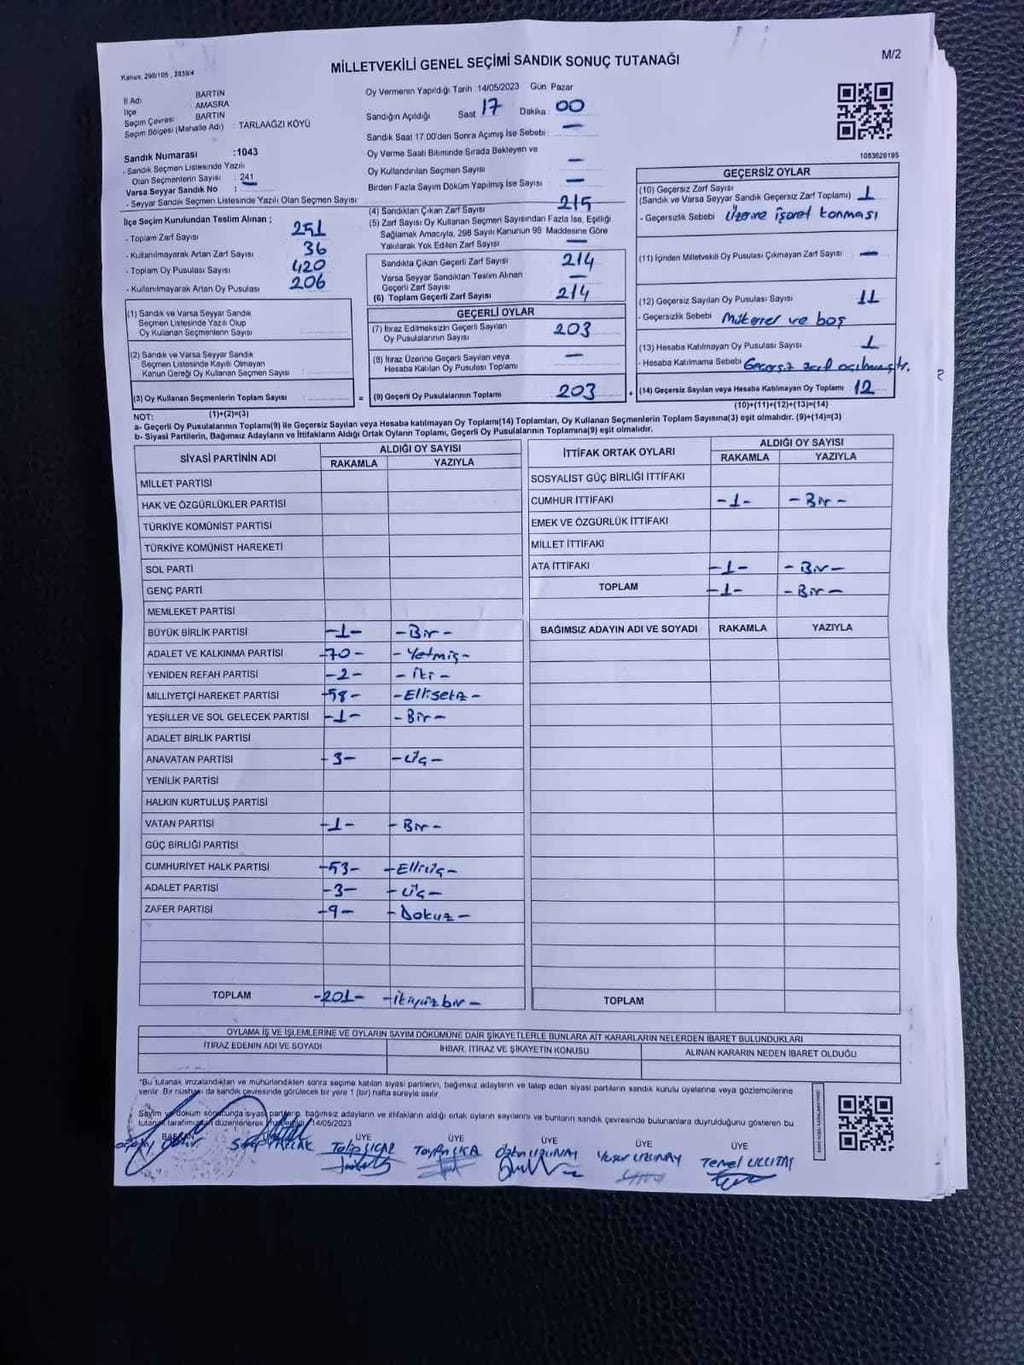 Kanun. 298/105 , 2839/4
MİLLETVEKİLİ GENEL SEÇİMİ SANDIK SONUÇ TUTANAĞI
M/2
İl Adı BARTIN
İlçe AMASRA
Seçim Çevresi BARTIN
Seçim Bölgesi (Mahalle Adı) : TARLAAĞZI KÖYÜ
Oy Vermenin Yapıldığı Tarih 14/05/2023 Gün Pazar
Sandığın Açıldığı Saat 17 Dakika 00
Sandık Saat 17.00'den Sonra Açımış İse Sebebi : —
Oy Verme Saati Bitiminde Sırada Bekleyen ve
Oy Kullandırılan Seçmen Sayısı —
Birden Fazla Sayım Döküm Yapılmış İse Sayısı —
Sandık Numarası :1043
- Sandık Seçmen Listesinde Yazılı
Olan Seçmenlerin Sayısı : 241
Varsa Seyyar Sandık No :
- Seyyar Sandık Seçmen Listesinde Yazılı Olan Seçmen Sayısı
İlçe Seçim Kurulundan Teslim Alınan ;
- Toplam Zarf Sayısı 251
- Kullanılmayarak Artan Zarf Sayısı 36
- Toplam Oy Pusulası Sayısı 420
- Kullanılmayarak Artan Oy Pusulası 206
(4) Sandıktan Çıkan Zarf Sayısı 215
(5) Zarf Sayısı Oy Kullanan Seçmen Sayısından Fazla İse, Eşitliği
Sağlamak Amacıyla, 298 Sayılı Kanunun 98 Maddesine Göre
Yakılarak Yok Edilen Zarf Sayısı —
Sandıkta Çıkan Geçerli Zarf Sayısı 214
Varsa Seyyar Sandıktan Teslim Alınan
Geçerli Zarf Sayısı —
(6) Toplam Geçerli Zarf Sayısı 214
1083629195
GEÇERSİZ OYLAR
(10) Geçersiz Zarf Sayısı
(Sandık ve Varsa Seyyar Sandık Geçersiz Zarf Toplamı) 1
- Geçersizlik Sebebi Üzerine işaret konması
(11) İçinden Milletvekili Oy Pusulası Çıkmayan Zarf Sayısı —
(12) Geçersiz Sayılan Oy Pusulası Sayısı 11
- Geçersizlik Sebebi Mükerrer ve boş
(13) Hesaba Katılmayan Oy Pusulası Sayısı 1
- Hesaba Katılmama Sebebi Geçersiz zarf açılmıştır.
(14) Geçersiz Sayılan veya Hesaba Katılmayan Oy Toplamı 12
(10)+(11)+(12)+(13)=(14)
(1) Sandık ve Varsa Seyyar Sandık
Seçmen Listesinde Yazılı Olup
Oy Kullanan Seçmenlerin Sayısı
(2) Sandık ve Varsa Seyyar Sandık
Seçmen Listesinde Kayıtlı Olmayan
Kanun Gereği Oy Kullanan Seçmen Sayısı
(3) Oy Kullanan Seçmenlerin Toplam Sayısı =
(1)+(2)=(3)
GEÇERLİ OYLAR
(7) İtiraz Edilmeksizin Geçerli Sayılan
Oy Pusulası Sayısı 203
(8) İtiraz Üzerine Geçerli Sayılan veya
Hesaba Katılan Oy Pusulası Toplamı —
(9) Geçerli Oy Pusulalarının Toplamı 203 +
NOT:
a- Geçerli Oy Pusulalarının Toplamı(9) ile Geçersiz Sayılan veya Hesaba katılmayan Oy Toplamı(14) Toplamları, Oy Kullanan Seçmenlerin Toplam Sayısına(3) eşit olmalıdır. (9)+(14)=(3)
b- Siyasi Partilerin, Bağımsız Adayların ve İttifakların Aldığı Ortak Oyların Toplamı, Geçerli Oy Pusulalarının Toplamına(9) eşit olmalıdır.
SİYASİ PARTİNİN ADI ALDIĞI OY SAYISI
RAKAMLA YAZIYLA
MİLLET PARTİSİ
HAK VE ÖZGÜRLÜKLER PARTİSİ
TÜRKİYE KOMÜNİST PARTİSİ
TÜRKİYE KOMÜNİST HAREKETİ
SOL PARTİ
GENÇ PARTİ
MEMLEKET PARTİSİ
BÜYÜK BİRLİK PARTİSİ -1- -Bir-
ADALET VE KALKINMA PARTİSİ -70- -Yetmiş-
YENİDEN REFAH PARTİSİ -2- -İki-
MİLLİYETÇİ HAREKET PARTİSİ -58- -Ellisekiz-
YEŞİLLER VE SOL GELECEK PARTİSİ -1- -Bir-
ADALET BİRLİK PARTİSİ
ANAVATAN PARTİSİ -3- -Üç-
YENİLİK PARTİSİ
HALKIN KURTULUŞ PARTİSİ
VATAN PARTİSİ -1- -Bir-
GÜÇ BİRLİĞİ PARTİSİ
CUMHURİYET HALK PARTİSİ -53- -Elliüç-
ADALET PARTİSİ -3- -Üç-
ZAFER PARTİSİ -9- -Dokuz-
TOPLAM -201- -İkiyüzbir-
İTTİFAK ORTAK OYLARI ALDIĞI OY SAYISI
RAKAMLA YAZIYLA
SOSYALİST GÜÇ BİRLİĞİ İTTİFAKI
CUMHUR İTTİFAKI -1- -Bir-
EMEK VE ÖZGÜRLÜK İTTİFAKI
MİLLET İTTİFAKI
ATA İTTİFAKI -1- -Bir-
TOPLAM -1- -Bir-
BAĞIMSIZ ADAYIN ADI VE SOYADI RAKAMLA YAZIYLA
TOPLAM
OYLAMA İŞ VE İŞLEMLERİNE VE OYLARIN SAYIM DÖKÜMÜNE DAİR ŞİKAYETLERLE BUNLARA AİT KARARLARIN NELERDEN İBARET BULUNDUKLARI
İTİRAZ EDENİN ADI VE SOYADI İHBAR, İTİRAZ VE ŞİKAYETİN KONUSU ALINAN KARARIN NEDEN İBARET OLDUĞU
"Bu tutanak imzalandıktan ve mühürlendikten sonra seçime katılan siyasi partilerin, bağımsız adayların ve talep eden siyasi partilerin sandık kurulu üyelerine veya gözlemcilerine
verilir. Bir nüshası da sandık çevresinde görülecek bir yere 1 (bir) hafta süreyle asılır.
Sayım ve döküm sonucunda siyasi partilerin, bağımsız adayların ve ittifakların aldığı ortak oyların sayılarını ve bunların sandık çevresinde bulunanlara duyrulduğunu gösteren bu
tutanak tarafımızdan düzenlenerek 14/05/2023
BAŞKAN ÜYE ÜYE ÜYE ÜYE ÜYE
Talip Temel